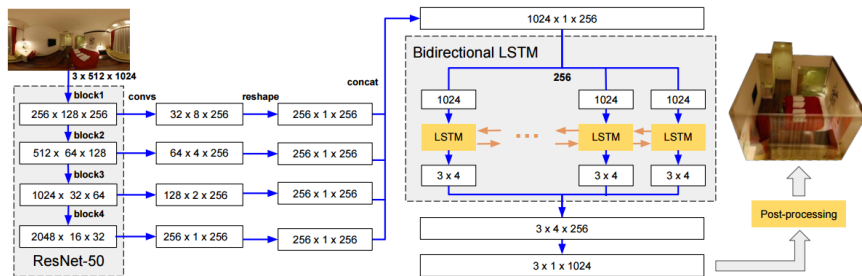 3 x 512 x 1024
block1
256 x 128 x 256
block2
512 x 64 x 128
block3
1024 x 32 x 64
block4
2048 x 16 x 32
ResNet-50
convs
32 x 8 x 256
64 x 4 x 256
128 x 2 x 256
256 x 1 x 256
reshape
256 x 1 x 256
256 x 1 x 256
256 x 1 x 256
256 x 1 x 256
concat
1024 x 1 x 256
Bidirectional LSTM
256
1024
1024
1024
LSTM
LSTM
LSTM
3 x 4
3 x 4
3 x 4
3 x 4 x 256
3 x 1 x 1024
Post-processing